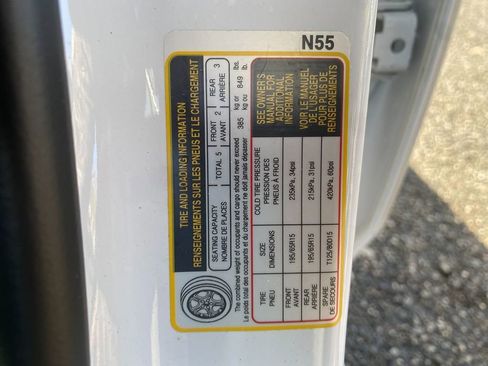 N55
TIRE AND LOADING INFORMATION
RENSEIGNEMENTS SUR LES PNEUS ET LE CHARGEMENT
SEATING CAPACITY
NOMBRE DE PLACES
TOTAL 5
FRONT 2
AVANT
REAR 3
ARRIÈRE
The combined weight of occupants and cargo should never exceed 385 kg or 849 lbs.
Le poids total des occupants et du chargement ne doit jamais dépasser 385 kg ou 849 lb.
TIRE
PNEU
SIZE
DIMENSIONS
COLD TIRE PRESSURE
PRESSION DES
PNEUS À FROID
FRONT
AVANT
195/65R15
235kPa, 34psi
REAR
ARRIÈRE
195/65R15
215kPa, 31psi
SPARE
DE SECOURS
T125/80D15
420kPa, 60psi
SEE OWNER'S
MANUAL FOR
ADDITIONAL
INFORMATION
VOIR LE MANUEL
DE L'USAGER
POUR PLUS DE
RENSEIGNEMENTS